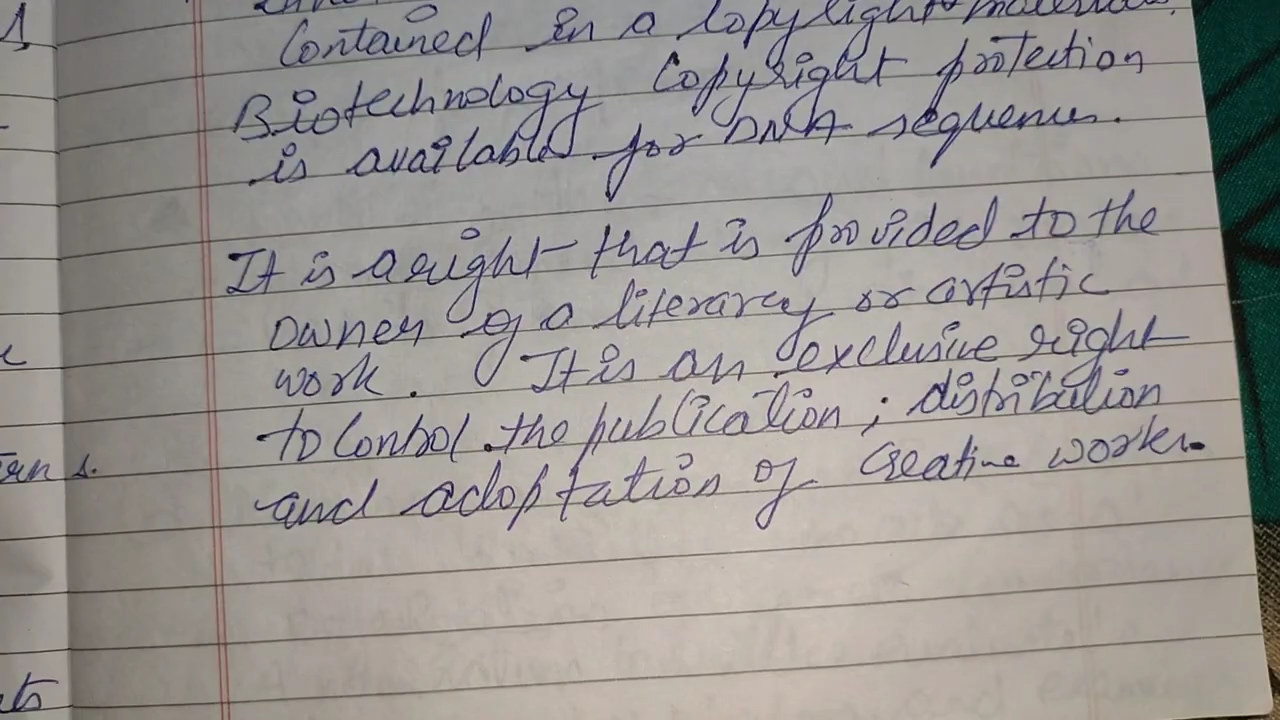 Contained in a Copyright material.
Biotechnology Copyright protection
is available for DNA sequences.
It is a right that is provided to the
owner of a literary or artistic
work. It is an exclusive right
to Control the publication ; distribution
and adoptation of Creative works.